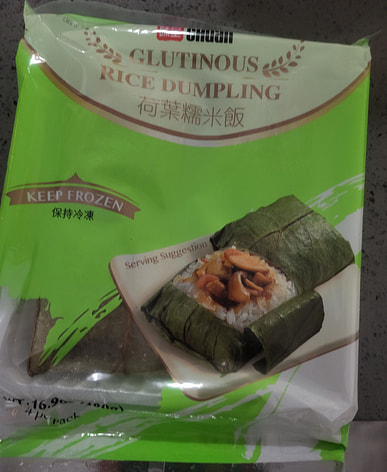 GLUTINOUS
RICE DUMPLING
荷葉糯米飯
KEEP FROZEN
保持冷凍
Serving Suggestion